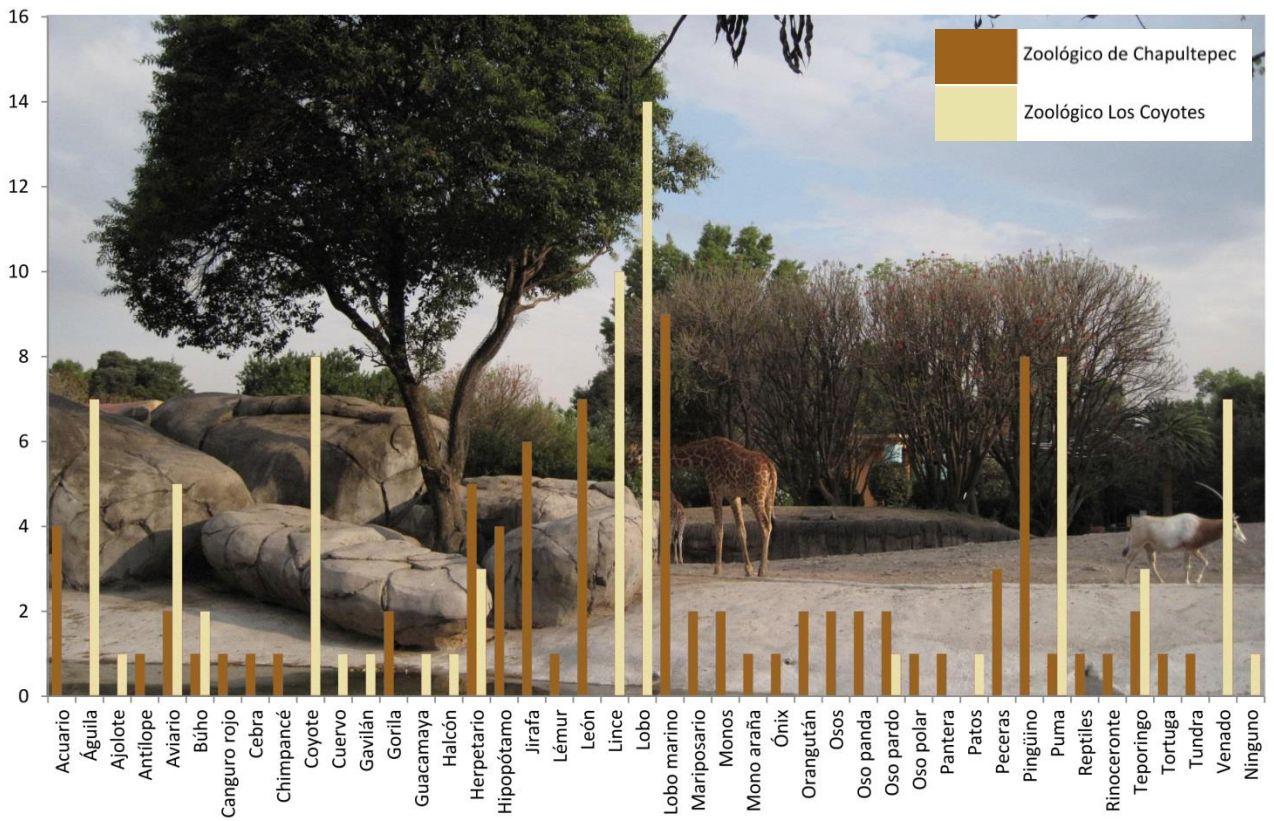 16
14
12
10
8
6
4
2
0
Zoológico de Chapultepec
Zoológico Los Coyotes
Acuario
Águila
Ajolote
Antílope
Aviario
Búho
Canguro rojo
Cebra
Chimpancé
Coyote
Cuervo
Gavilán
Gorila
Guacamaya
Halcón
Herpetario
Hipopótamo
Jirafa
Lémur
León
Lince
Lobo
Lobo marino
Mariposario
Monos
Mono araña
Ónix
Orangután
Osos
Oso panda
Oso pardo
Oso polar
Pantera
Patos
Peceras
Pingüino
Puma
Reptiles
Rinoceronte
Teporingo
Tortuga
Tundra
Venado
Ninguno